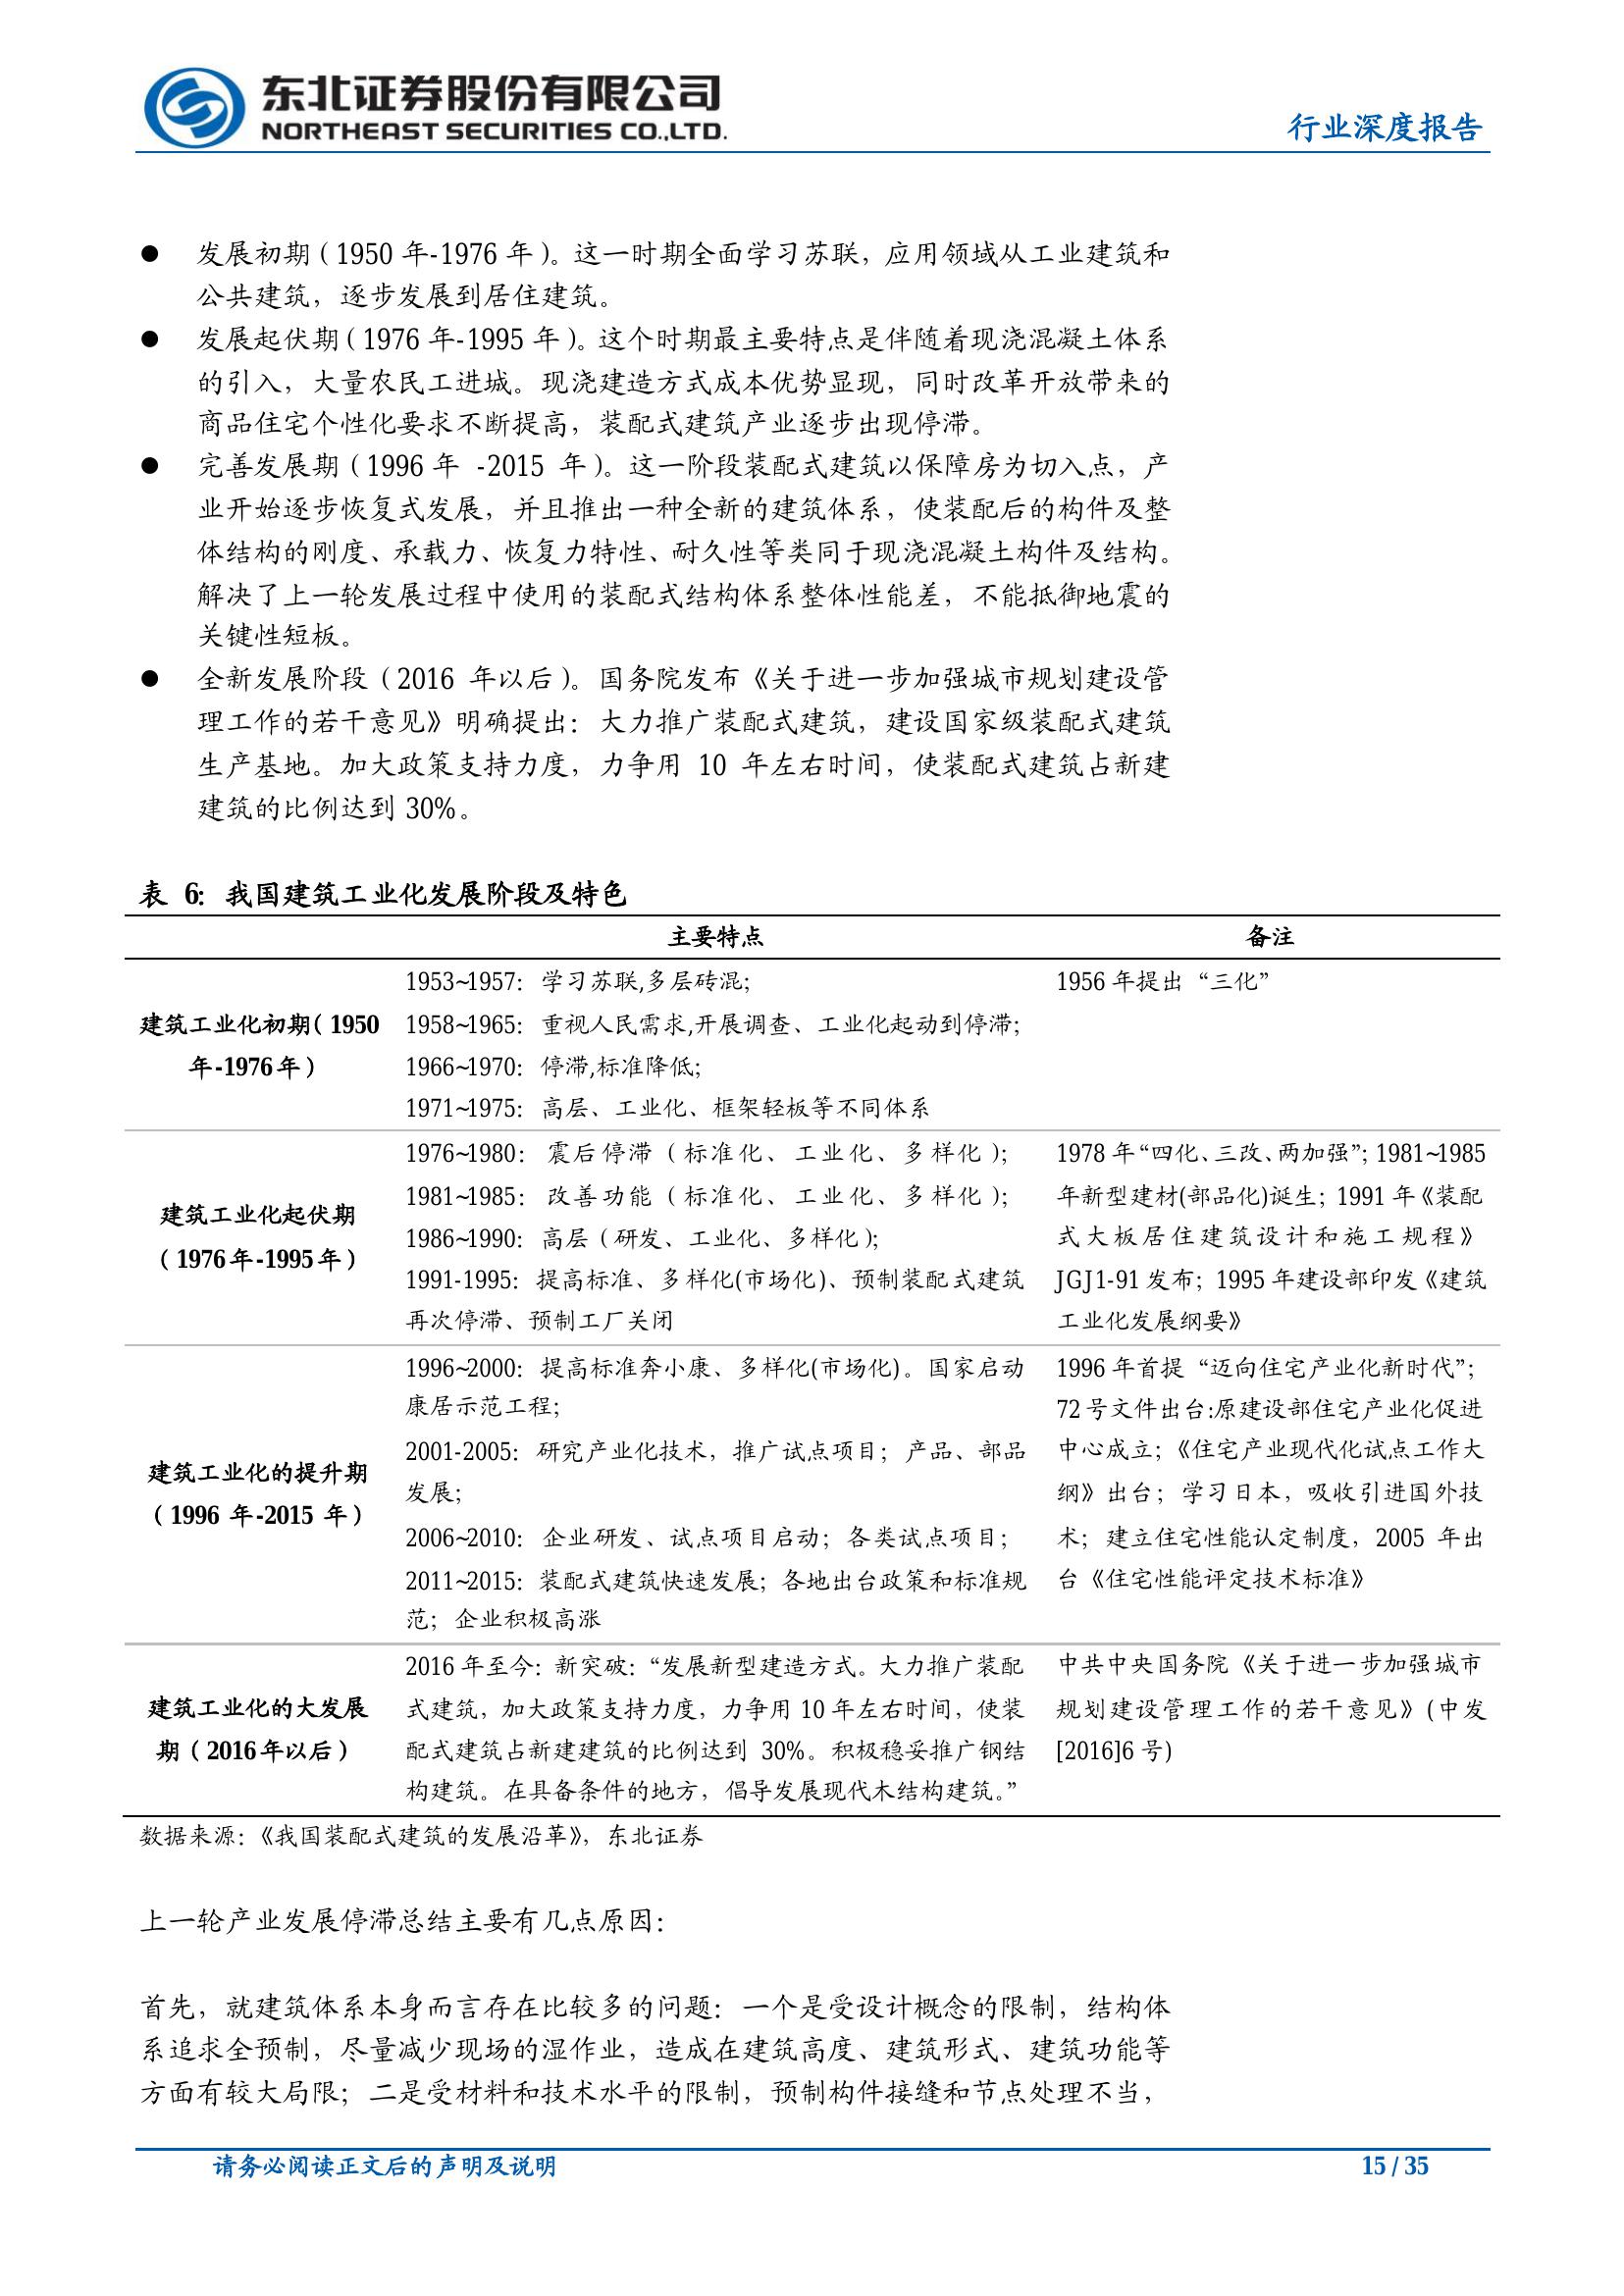 东北证券股份有限公司
NORTHEAST SECURITIES CO.,LTD.
行业深度报告
● 发展初期（1950 年-1976 年）。这一时期全面学习苏联，应用领域从工业建筑和
公共建筑，逐步发展到居住建筑。
● 发展起伏期（1976 年-1995 年）。这个时期最主要特点是伴随着现浇混凝土体系
的引入，大量农民工进城。现浇建造方式成本优势显现，同时改革开放带来的
商品住宅个性化要求不断提高，装配式建筑产业逐步出现停滞。
● 完善发展期（1996 年 -2015 年）。这一阶段装配式建筑以保障房为切入点，产
业开始逐步恢复式发展，并且推出一种全新的建筑体系，使装配后的构件及整
体结构的刚度、承载力、恢复力特性、耐久性等类同于现浇混凝土构件及结构。
解决了上一轮发展过程中使用的装配式结构体系整体性能差，不能抵御地震的
关键性短板。
● 全新发展阶段（2016 年以后）。国务院发布《关于进一步加强城市规划建设管
理工作的若干意见》明确提出：大力推广装配式建筑，建设国家级装配式建筑
生产基地。加大政策支持力度，力争用 10 年左右时间，使装配式建筑占新建
建筑的比例达到 30%。
表 6：我国建筑工业化发展阶段及特色
主要特点 备注
建筑工业化初期（1950
年-1976 年）
1953~1957：学习苏联,多层砖混；
1958~1965：重视人民需求,开展调查、工业化起动到停滞；
1966~1970：停滞,标准降低；
1971~1975：高层、工业化、框架轻板等不同体系
1956 年提出“三化”
建筑工业化起伏期
（1976 年-1995 年）
1976~1980：震后停滞（标准化、工业化、多样化）；
1981~1985：改善功能（标准化、工业化、多样化）；
1986~1990：高层（研发、工业化、多样化）；
1991-1995：提高标准、多样化(市场化)、预制装配式建筑
再次停滞、预制工厂关闭
1978 年“四化、三改、两加强”；1981~1985
年新型建材(部品化)诞生；1991 年《装配
式大板居住建筑设计和施工规程》
JGJ1-91 发布；1995 年建设部印发《建筑
工业化发展纲要》
建筑工业化的提升期
（1996 年-2015 年）
1996~2000：提高标准奔小康、多样化(市场化)。国家启动
康居示范工程；
2001-2005：研究产业化技术，推广试点项目；产品、部品
发展；
2006~2010：企业研发、试点项目启动；各类试点项目；
2011~2015：装配式建筑快速发展；各地出台政策和标准规
范；企业积极高涨
1996 年首提“迈向住宅产业化新时代”；
72 号文件出台:原建设部住宅产业化促进
中心成立；《住宅产业现代化试点工作大
纲》出台；学习日本，吸收引进国外技
术；建立住宅性能认定制度，2005 年出
台《住宅性能评定技术标准》
建筑工业化的大发展
期（2016 年以后）
2016 年至今：新突破：“发展新型建造方式。大力推广装配
式建筑，加大政策支持力度，力争用 10 年左右时间，使装
配式建筑占新建建筑的比例达到 30%。积极稳妥推广钢结
构建筑。在具备条件的地方，倡导发展现代木结构建筑。”
中共中央国务院《关于进一步加强城市
规划建设管理工作的若干意见》(中发
[2016]6 号)
数据来源：《我国装配式建筑的发展沿革》，东北证券
上一轮产业发展停滞总结主要有几点原因：
首先，就建筑体系本身而言存在比较多的问题：一个是受设计概念的限制，结构体
系追求全预制，尽量减少现场的湿作业，造成在建筑高度、建筑形式、建筑功能等
方面有较大局限；二是受材料和技术水平的限制，预制构件接缝和节点处理不当，
请务必阅读正文后的声明及说明
15 / 35